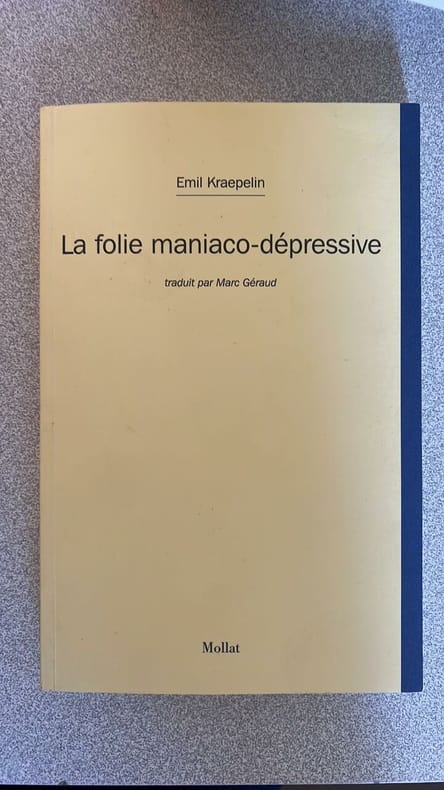 Emil Kraepelin
La folie maniaco-dépressive
traduit par Marc Géraud
Mollat